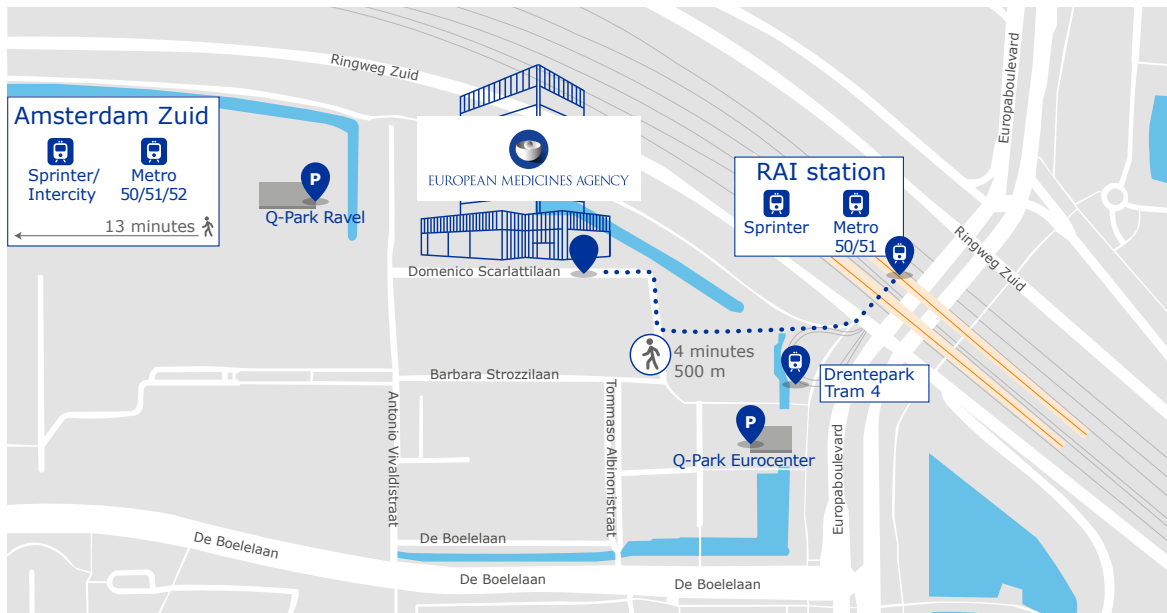 Ringweg Zuid
Europaboulevard
Amsterdam Zuid
Sprinter/
Intercity
Metro
50/51/52
13 minutes
P
Q-Park Ravel
EUROPEAN MEDICINES AGENCY
RAI station
Sprinter
Metro
50/51
Ringweg Zuid
Domenico Scarlattilaan
4 minutes
500 m
Drentepark
Tram 4
Barbara Strozzilaan
Antonio Vivaldistraat
Tommaso Albinonistraat
P
Q-Park Eurocenter
Europaboulevard
De Boelelaan
De Boelelaan
De Boelelaan
De Boelelaan